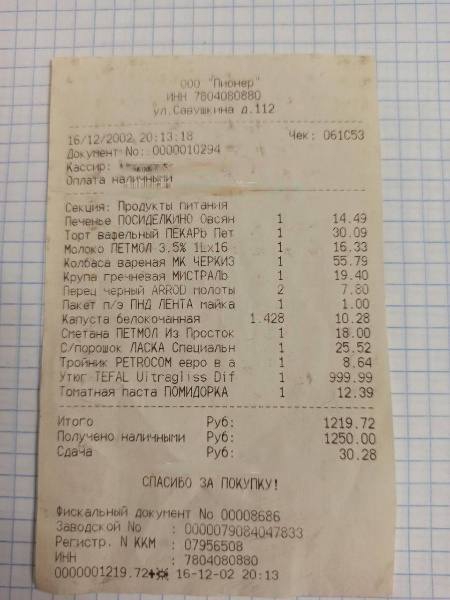 ООО "Пионер"
ИНН 7804080880
ул.Савушкина д.112
16/12/2002 20:13:18 Чек: 061C53
Документ No: 0000010294
Кассир:
Оплата наличными
Секция: Продукты питания
Печенье ПОСИДЕЛКИНО Овсян 1 14.49
Торт вафельный ПЕКАРЬ Пет 1 30.09
Молоко ПЕТМОЛ 3.5% 1Lx16 1 16.33
Колбаса вареная МК ЧЕРКИЗ 1 55.79
Крупа гречневая МИСТРАЛЬ 1 19.40
Перец черный ARROD молоты 2 7.80
Пакет п/э ПНД ЛЕНТА майка 1 1.00
Капуста белокочанная 1.428 10.28
Сметана ПЕТМОЛ Из Просток 1 18.00
С/порошок ЛАСКА Специальн 1 25.52
Тройник PETROCOM евро в а 1 8.64
Утюг TEFAL Ultragliss Dif 1 999.99
Томатная паста ПОМИДОРКА 1 12.39
Итого Руб: 1219.72
Получено наличными Руб: 1250.00
Сдача Руб: 30.28
СПАСИБО ЗА ПОКУПКУ!
Фискальный документ No 00008686
Заводской No : 0000079084047833
Регистр. N ККМ : 07956508
ИНН : 7804080880
0000001219.72 16-12-02 20:13